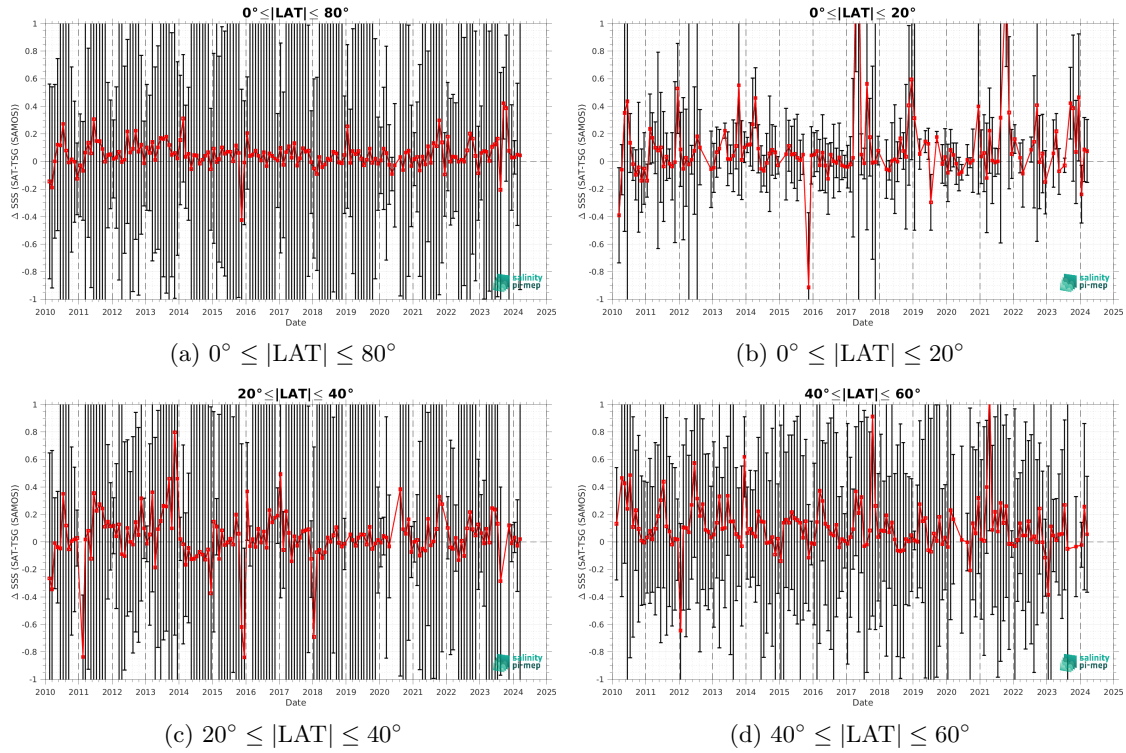 0°≤|LAT|≤ 80°
Δ SSS (SAT-TSG (SAMOS))
1
0.8
0.6
0.4
0.2
0
-0.2
-0.4
-0.6
-0.8
-1
2010 2011 2012 2013 2014 2015 2016 2017 2018 2019 2020 2021 2022 2023 2024 2025
Date
salinity
pi-mep
(a) 0° ≤ |LAT| ≤ 80°
0°≤|LAT|≤ 20°
Δ SSS (SAT-TSG (SAMOS))
1
0.8
0.6
0.4
0.2
0
-0.2
-0.4
-0.6
-0.8
-1
2010 2011 2012 2013 2014 2015 2016 2017 2018 2019 2020 2021 2022 2023 2024 2025
Date
salinity
pi-mep
(b) 0° ≤ |LAT| ≤ 20°
20°≤|LAT|≤ 40°
Δ SSS (SAT-TSG (SAMOS))
1
0.8
0.6
0.4
0.2
0
-0.2
-0.4
-0.6
-0.8
-1
2010 2011 2012 2013 2014 2015 2016 2017 2018 2019 2020 2021 2022 2023 2024 2025
Date
salinity
pi-mep
(c) 20° ≤ |LAT| ≤ 40°
40°≤|LAT|≤ 60°
Δ SSS (SAT-TSG (SAMOS))
1
0.8
0.6
0.4
0.2
0
-0.2
-0.4
-0.6
-0.8
-1
2010 2011 2012 2013 2014 2015 2016 2017 2018 2019 2020 2021 2022 2023 2024 2025
Date
salinity
pi-mep
(d) 40° ≤ |LAT| ≤ 60°